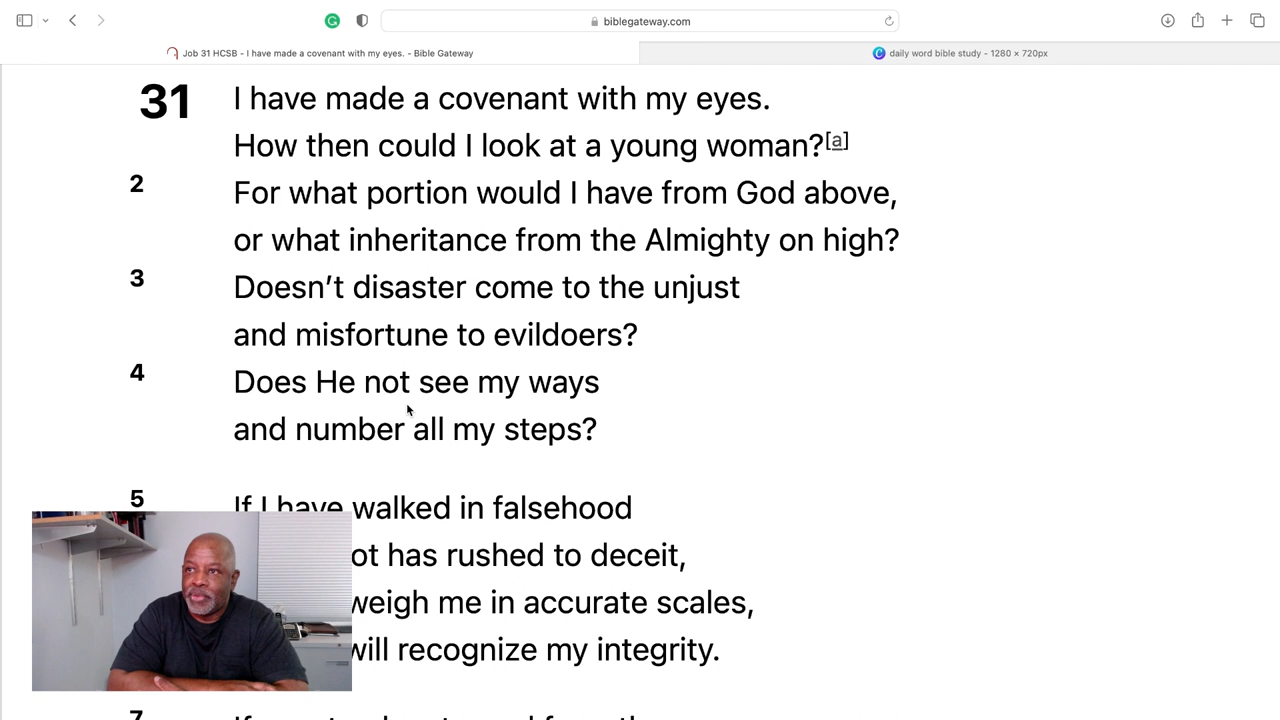 biblegateway.com
Job 31 HCSB - I have made a covenant with my eyes. - Bible Gateway
daily word bible study – 1280 × 720px
31 I have made a covenant with my eyes.
How then could I look at a young woman?[a]
2 For what portion would I have from God above,
or what inheritance from the Almighty on high?
3 Doesn’t disaster come to the unjust
and misfortune to evildoers?
4 Does He not see my ways
and number all my steps?
5 If I have walked in falsehood
has rushed to deceit,
weigh me in accurate scales,
will recognize my integrity.
7